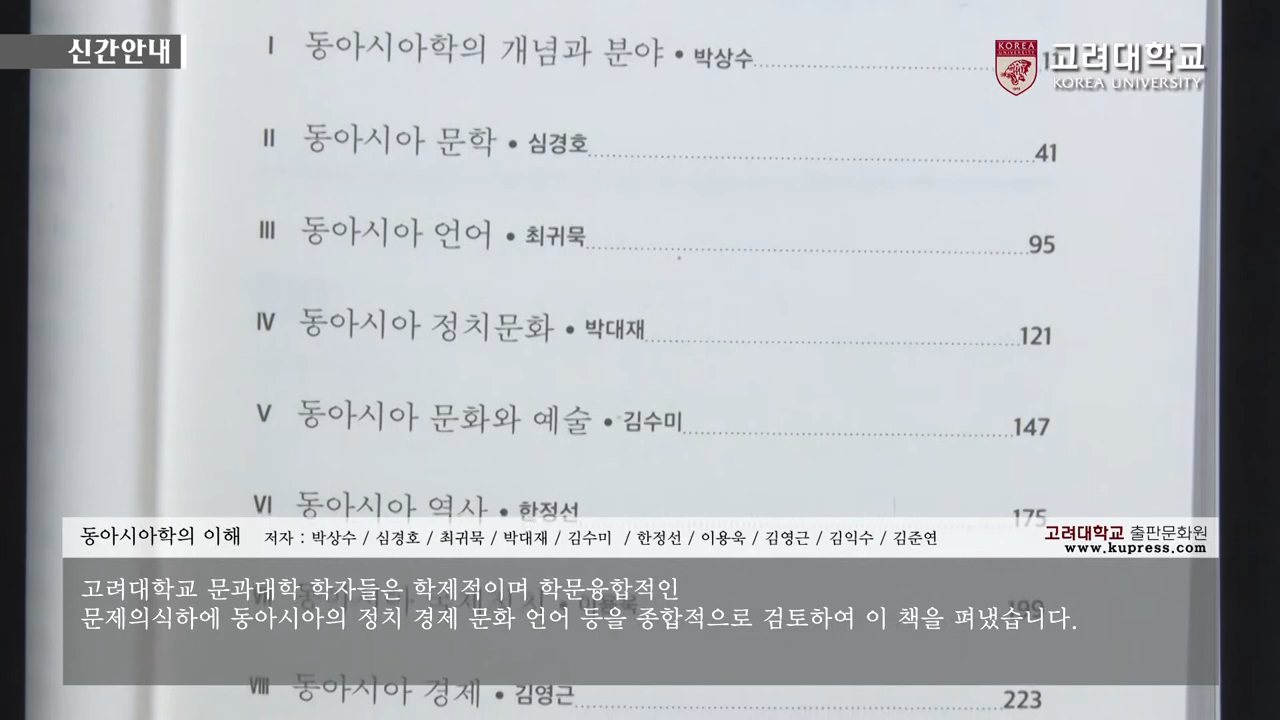 신간안내
KOREA
UNIVERSITY
고려대학교
KOREA UNIVERSITY
I 동아시아학의 개념과 분야 • 박상수
II 동아시아 문학 • 심경호 41
III 동아시아 언어 • 최귀묵 95
IV 동아시아 정치문화 • 박대재 121
V 동아시아 문화와 예술 • 김수미 147
VI 동아시아 역사 • 한정선 175
동아시아학의 이해 저자 : 박상수 / 심경호 / 최귀묵 / 박대재 / 김수미 / 한정선 / 이용욱 / 김영근 / 김익수 / 김준연
고려대학교 출판문화원
www.kupress.com
고려대학교 문과대학 학자들은 학제적이며 학문융합적인
문제의식하에 동아시아의 정치 경제 문화 언어 등을 종합적으로 검토하여 이 책을 펴냈습니다.
199
VIII 동아시아 경제 • 김영근 223